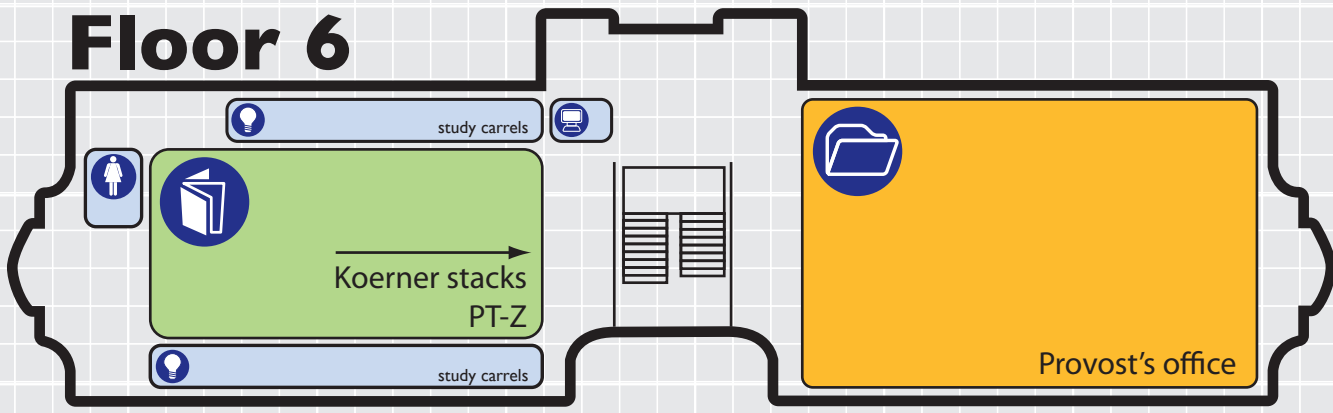 Floor 6
study carrels
Koerner stacks
PT-Z
study carrels
Provost’s office